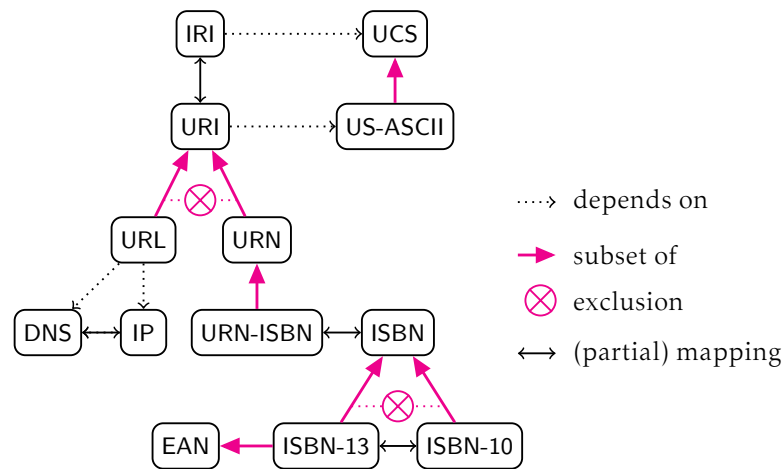 IRI
UCS
URI
US-ASCII
URL
URN
DNS
IP
URN-ISBN
ISBN
EAN
ISBN-13
ISBN-10
depends on
subset of
exclusion
(partial) mapping